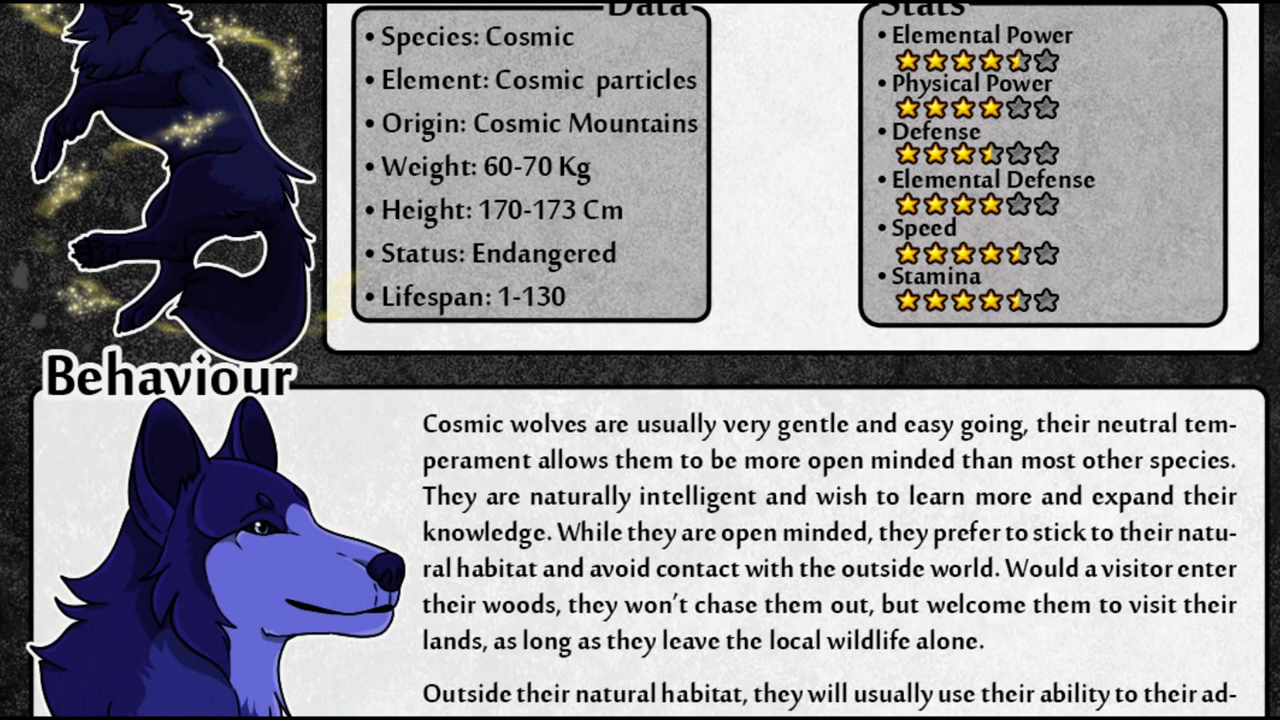 Data
• Species: Cosmic
• Element: Cosmic particles
• Origin: Cosmic Mountains
• Weight: 60-70 Kg
• Height: 170-173 Cm
• Status: Endangered
• Lifespan: 1-130
Stats
• Elemental Power
• Physical Power
• Defense
• Elemental Defense
• Speed
• Stamina
Behaviour
Cosmic wolves are usually very gentle and easy going, their neutral tem-
perament allows them to be more open minded than most other species.
They are naturally intelligent and wish to learn more and expand their
knowledge. While they are open minded, they prefer to stick to their natu-
ral habitat and avoid contact with the outside world. Would a visitor enter
their woods, they won't chase them out, but welcome them to visit their
lands, as long as they leave the local wildlife alone.
Outside their natural habitat, they will usually use their ability to their ad-